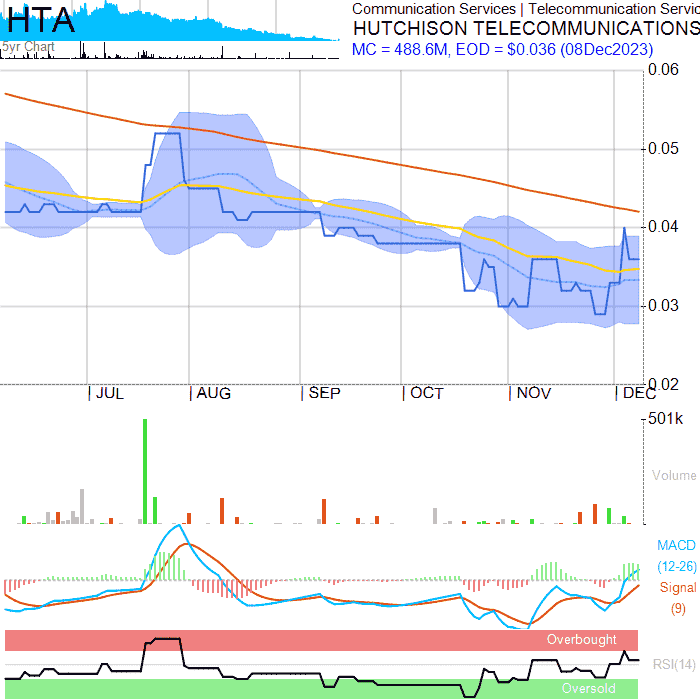 HTA
5yr Chart
Communication Services | Telecommunication Servic
HUTCHISON TELECOMMUNICATIONS
MC = 488.6M, EOD = $0.036 (08Dec2023)
0.06
0.05
0.04
0.03
0.02
JUL AUG SEP OCT NOV DEC
501k
Volume
MACD
(12-26)
Signal
(9)
Overbought
RSI(14)
Oversold